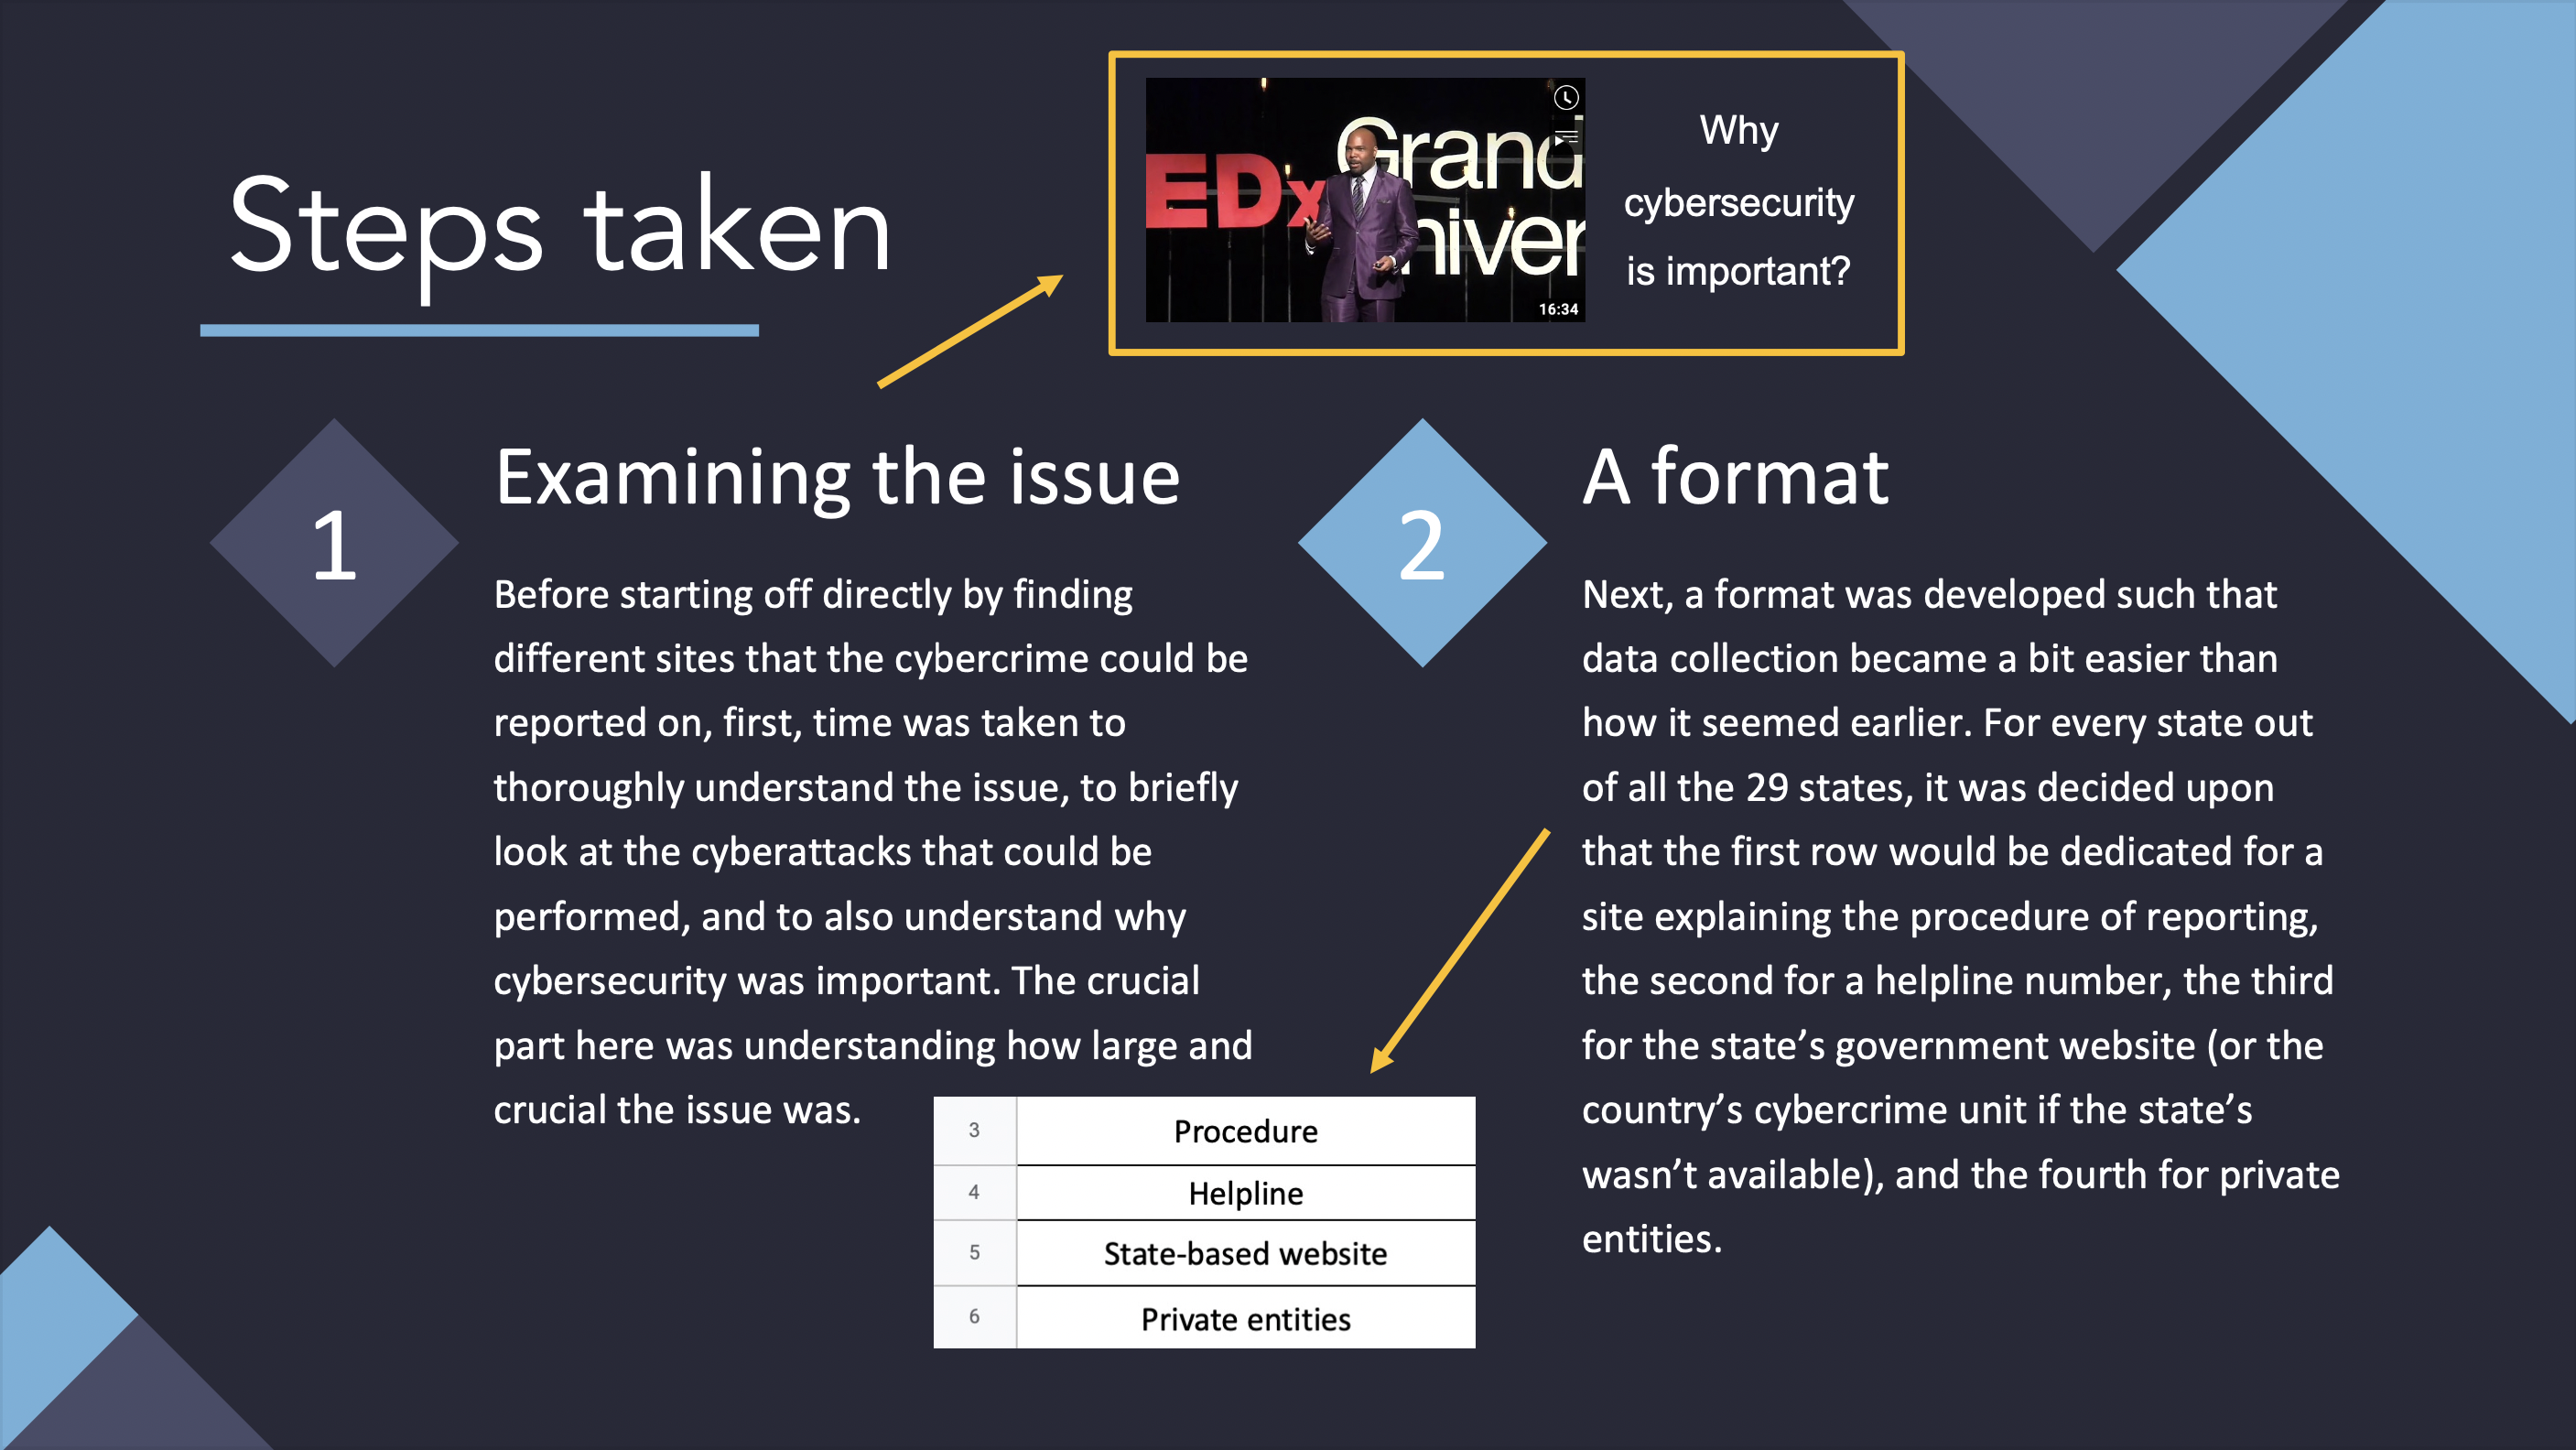 Steps taken
EDx
Grand
niver
16:34
Why
cybersecurity
is important?
1
Examining the issue
Before starting off directly by finding
different sites that the cybercrime could be
reported on, first, time was taken to
thoroughly understand the issue, to briefly
look at the cyberattacks that could be
performed, and to also understand why
cybersecurity was important. The crucial
part here was understanding how large and
crucial the issue was.
2
A format
Next, a format was developed such that
data collection became a bit easier than
how it seemed earlier. For every state out
of all the 29 states, it was decided upon
that the first row would be dedicated for a
site explaining the procedure of reporting,
the second for a helpline number, the third
for the state’s government website (or the
country’s cybercrime unit if the state’s
wasn’t available), and the fourth for private
entities.
3 Procedure
4 Helpline
5 State-based website
6 Private entities